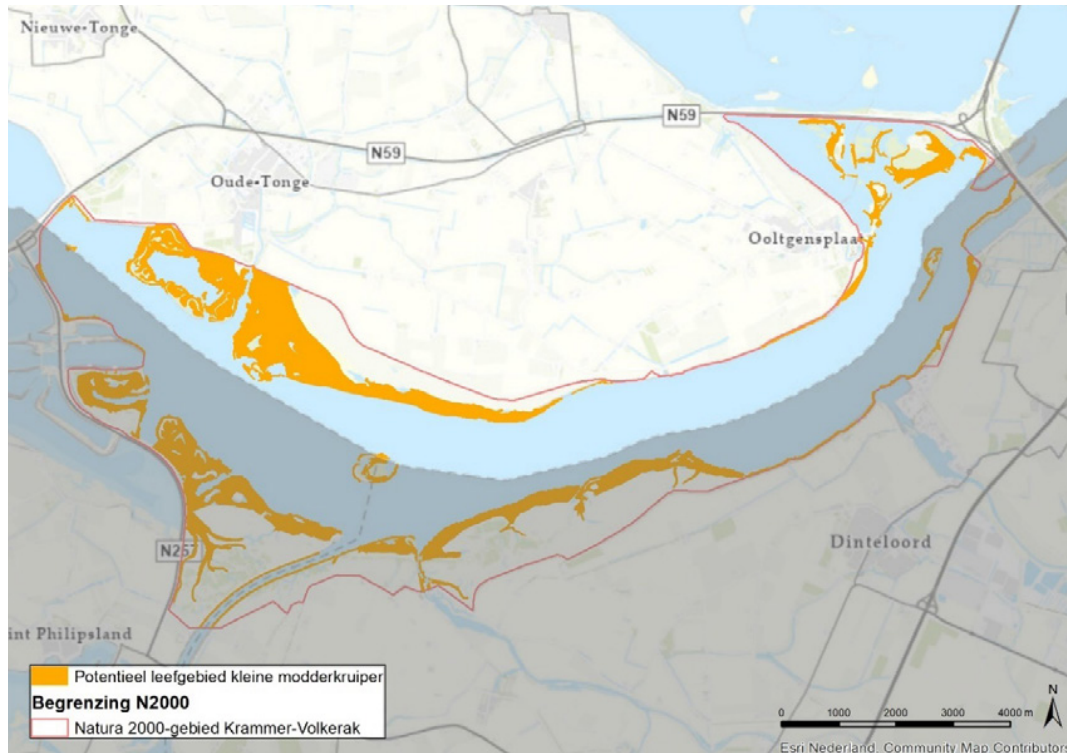 Nieuwe-Tonge
N59
N59
Oude-Tonge
Ooltgensplaat
Dinteloord
N257
int Philipsland
Potentieel leefgebied kleine modderkruiper
Begrenzing N2000
Natura 2000-gebied Krammer-Volkerak
N
0 1000 2000 3000 4000 m
Esri Nederland, Community Map Contributors